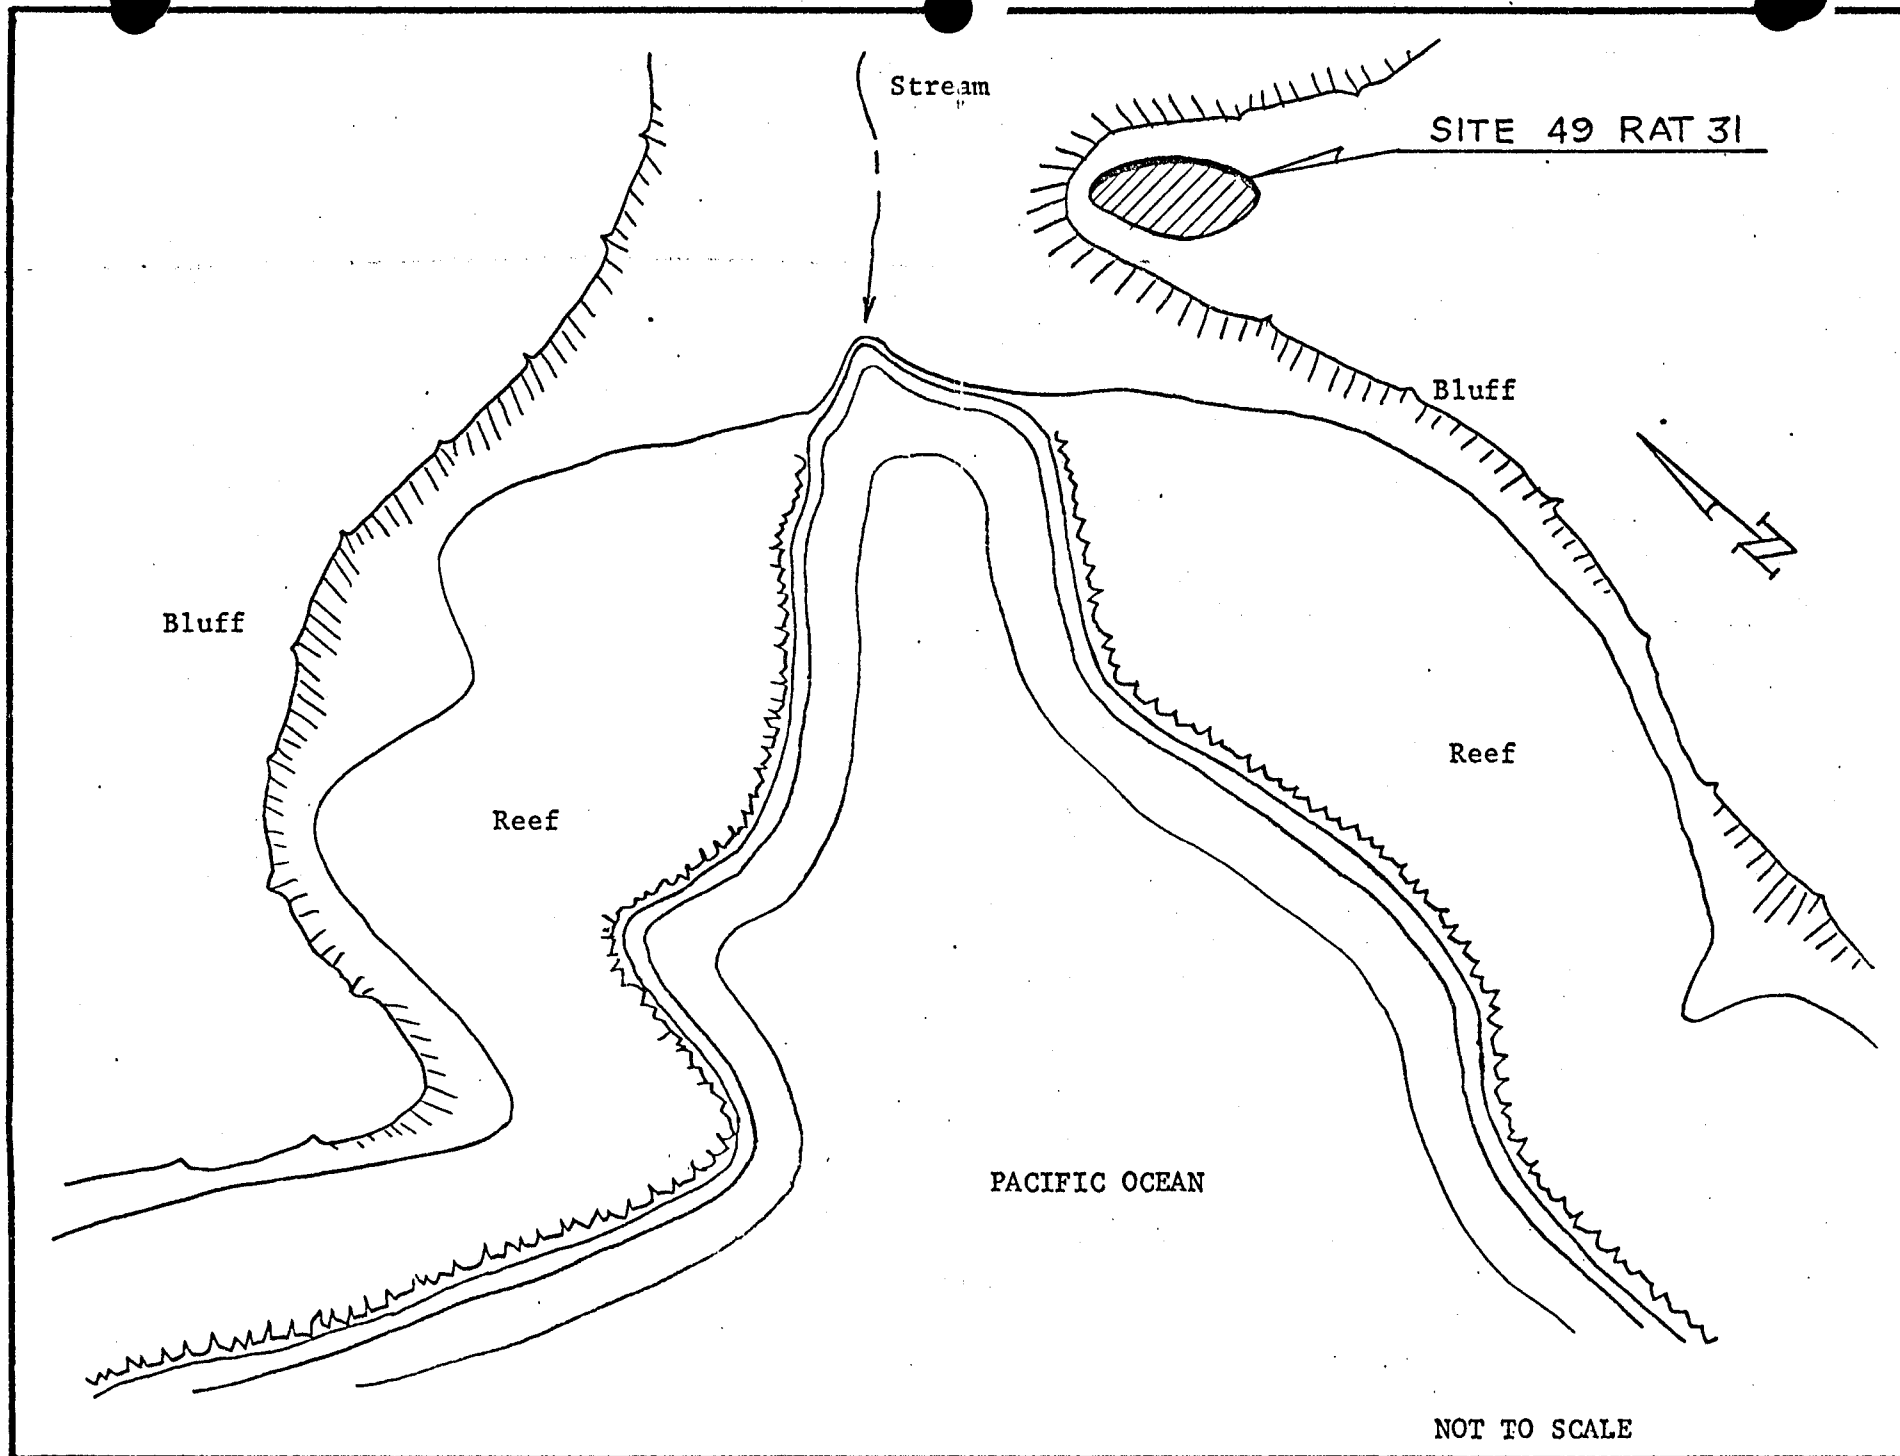 Stream
SITE 49 RAT 31
Bluff
N
Bluff
Reef
Reef
PACIFIC OCEAN
NOT TO SCALE